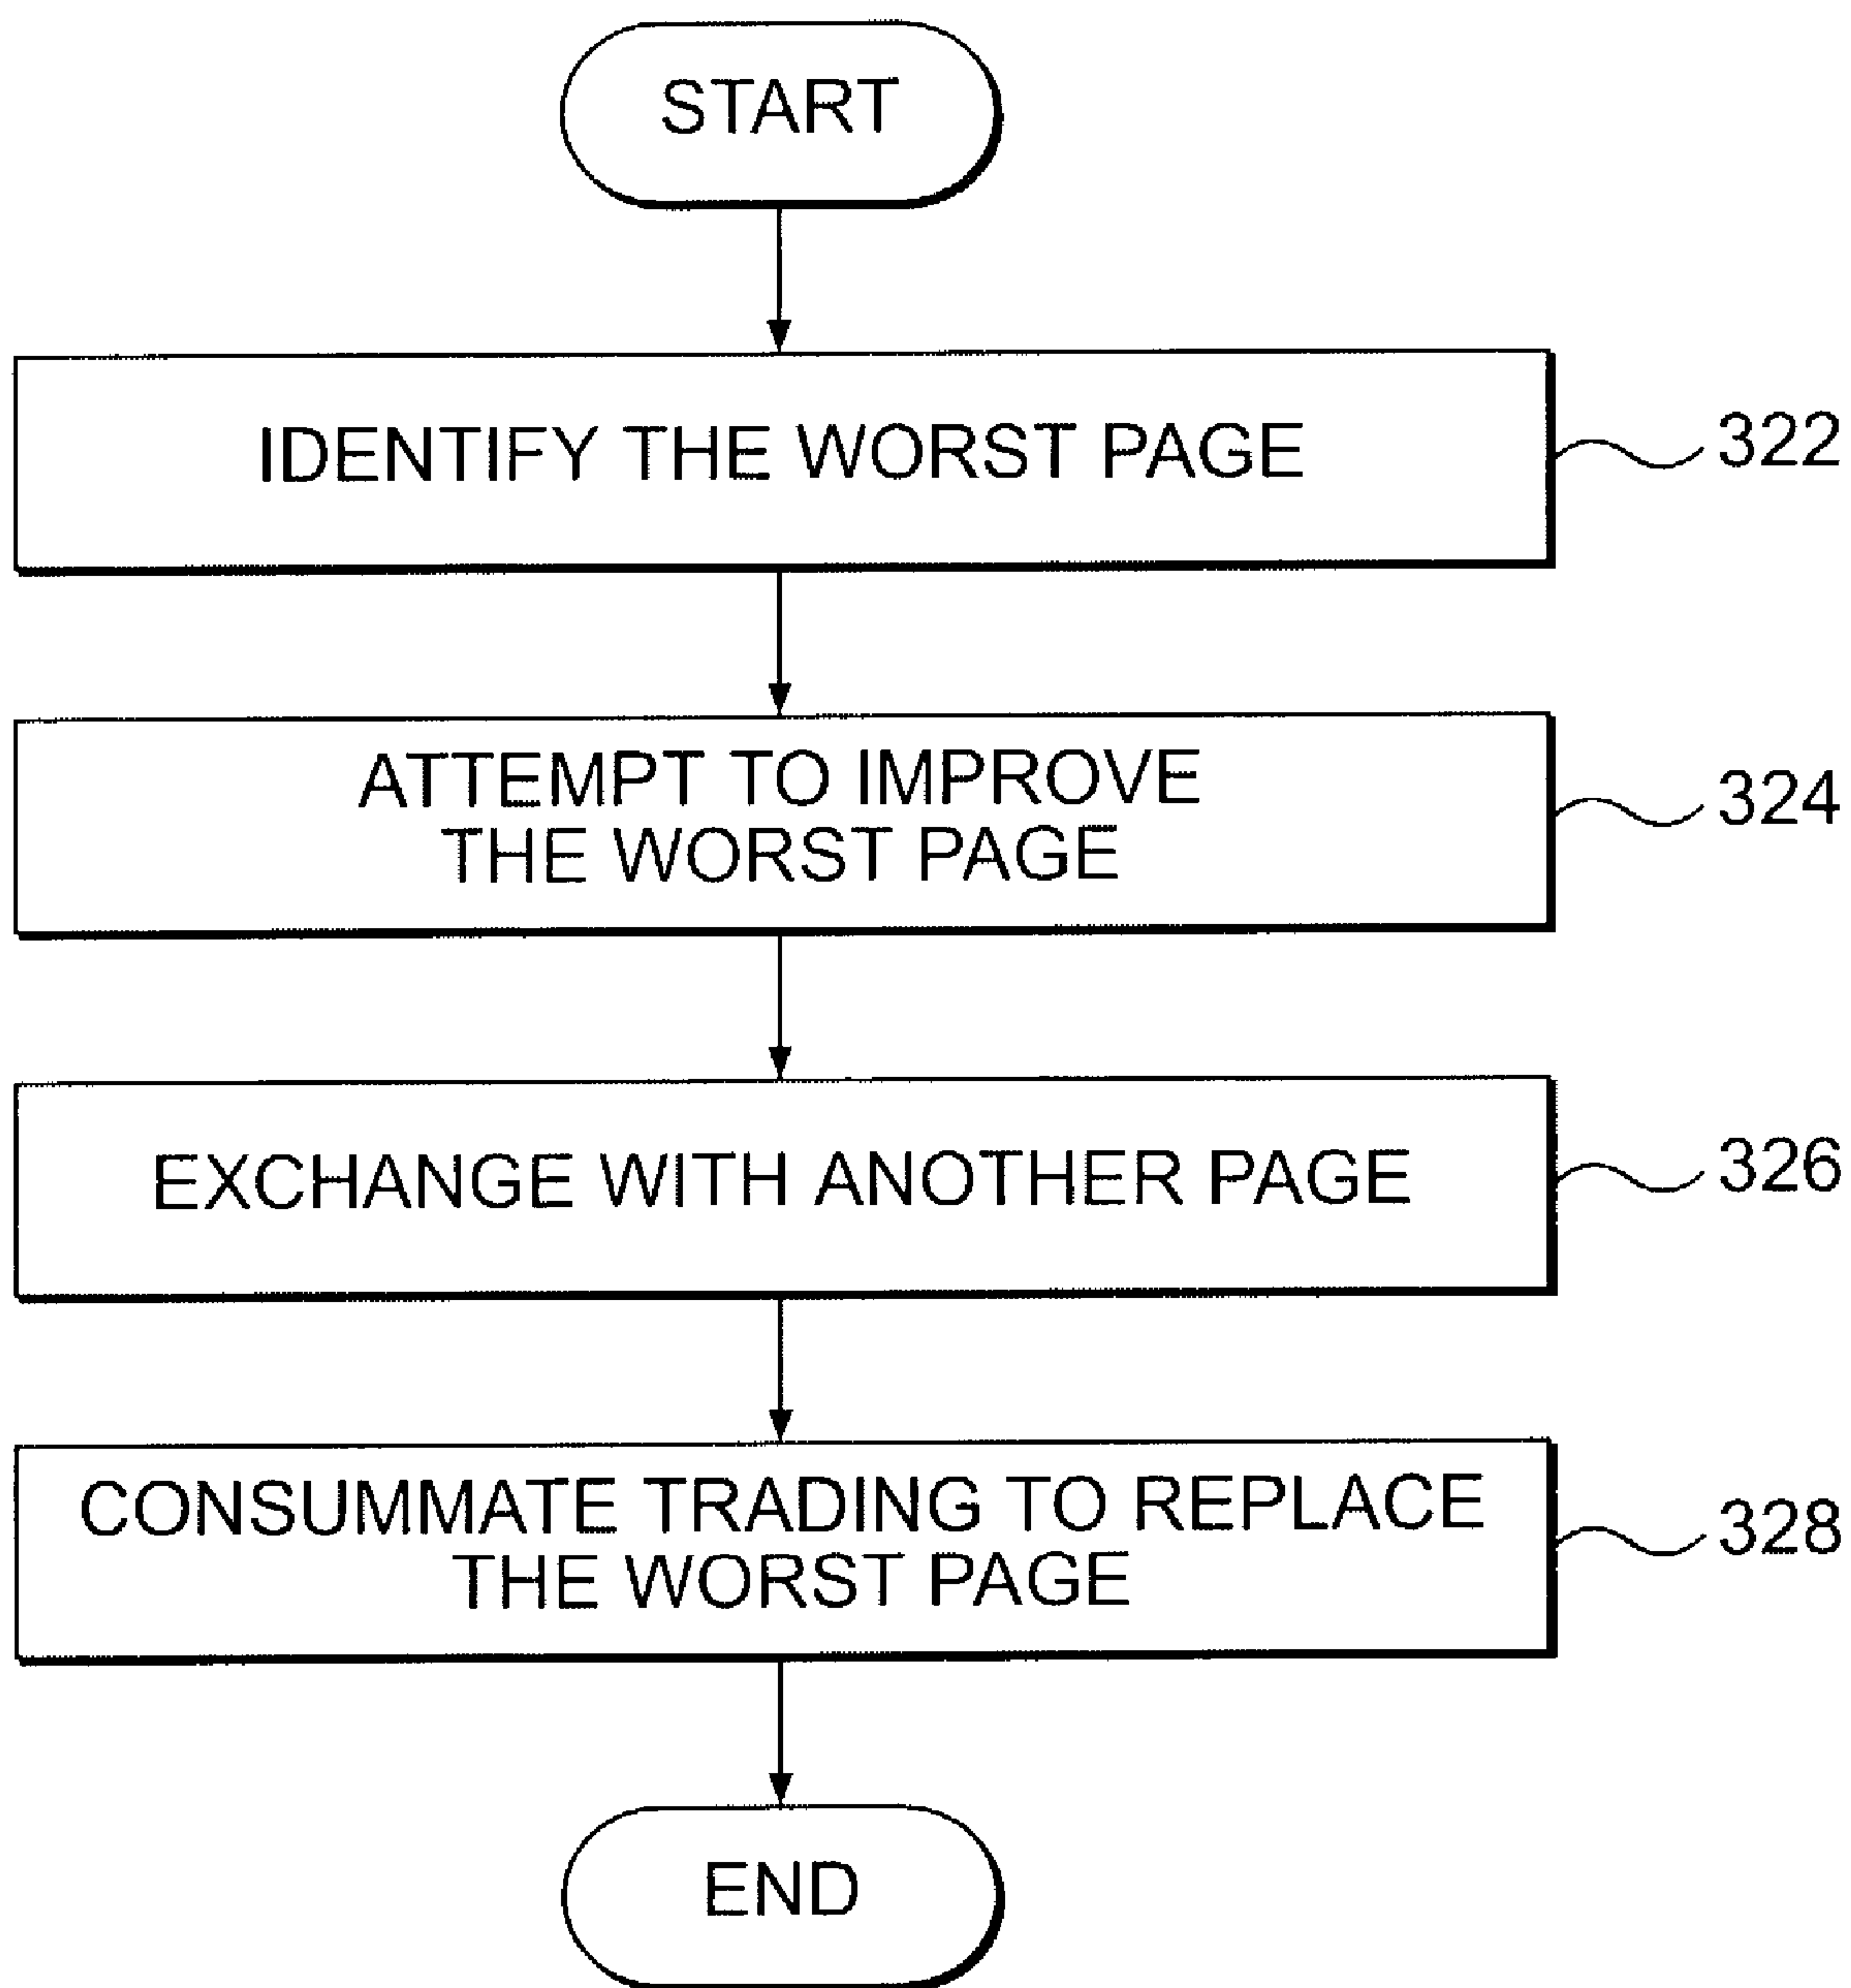 START
IDENTIFY THE WORST PAGE
322
ATTEMPT TO IMPROVE
THE WORST PAGE
324
EXCHANGE WITH ANOTHER PAGE
326
CONSUMMATE TRADING TO REPLACE
THE WORST PAGE
328
END